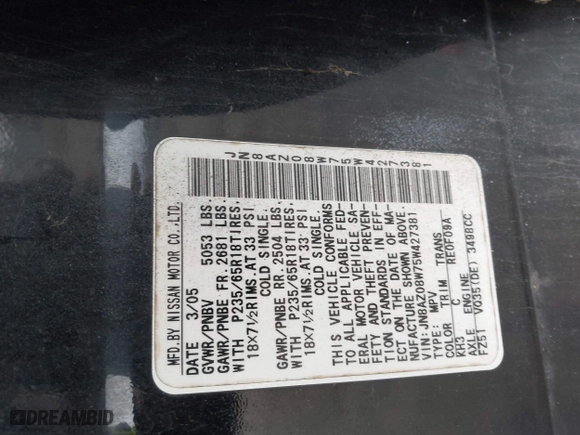 JN8AZ08W75W427381
MFD.BY NISSAN MOTOR CO.,LTD.
DATE 3/05
GVWR/PNBV 5053 LBS.
GAWR/PNBE FR. 2681 LBS.
WITH P235/65R18TIRES.
18X7½RIMS.AT 33 PSI
COLD SINGLE.
GAWR/PNBE RR. 2504 LBS.
WITH P235/65R18TIRES.
18X7½RIMS.AT 33 PSI
COLD SINGLE.
THIS VEHICLE CONFORMS
TO ALL APPLICABLE FED-
ERAL MOTOR VEHICLE SA-
FETY AND THEFT PREVEN-
TION STANDARDS IN EFF-
ECT ON THE DATE OF MA-
NUFACTURE SHOWN ABOVE.
VIN:JN8AZ08W75W427381
TYPE: MPV
COLOR TRIM TRANS.
KH3 C RE0F09A
AXLE ENGINE
FZ51 VQ35(DE) 3498CC
DREAMBID